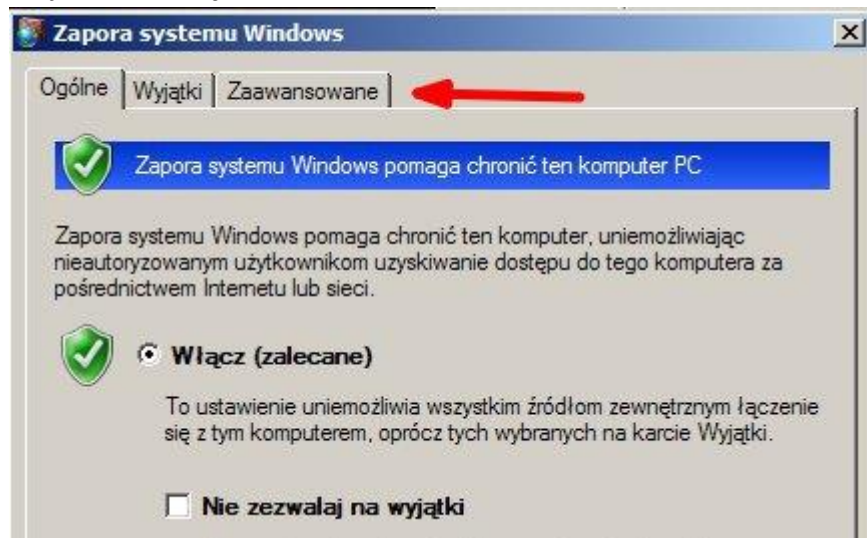 Zapora systemu Windows
Ogólne Wyjątki Zaawansowane
Zapora systemu Windows pomaga chronić ten komputer PC
Zapora systemu Windows pomaga chronić ten komputer, uniemożliwiając
nieautoryzowanym użytkownikom uzyskiwanie dostępu do tego komputera za
pośrednictwem Internetu lub sieci.
Włącz (zalecane)
To ustawienie uniemożliwia wszystkim źródłom zewnętrznym łączenie
się z tym komputerem, oprócz tych wybranych na karcie Wyjątki.
Nie zezwalaj na wyjątki